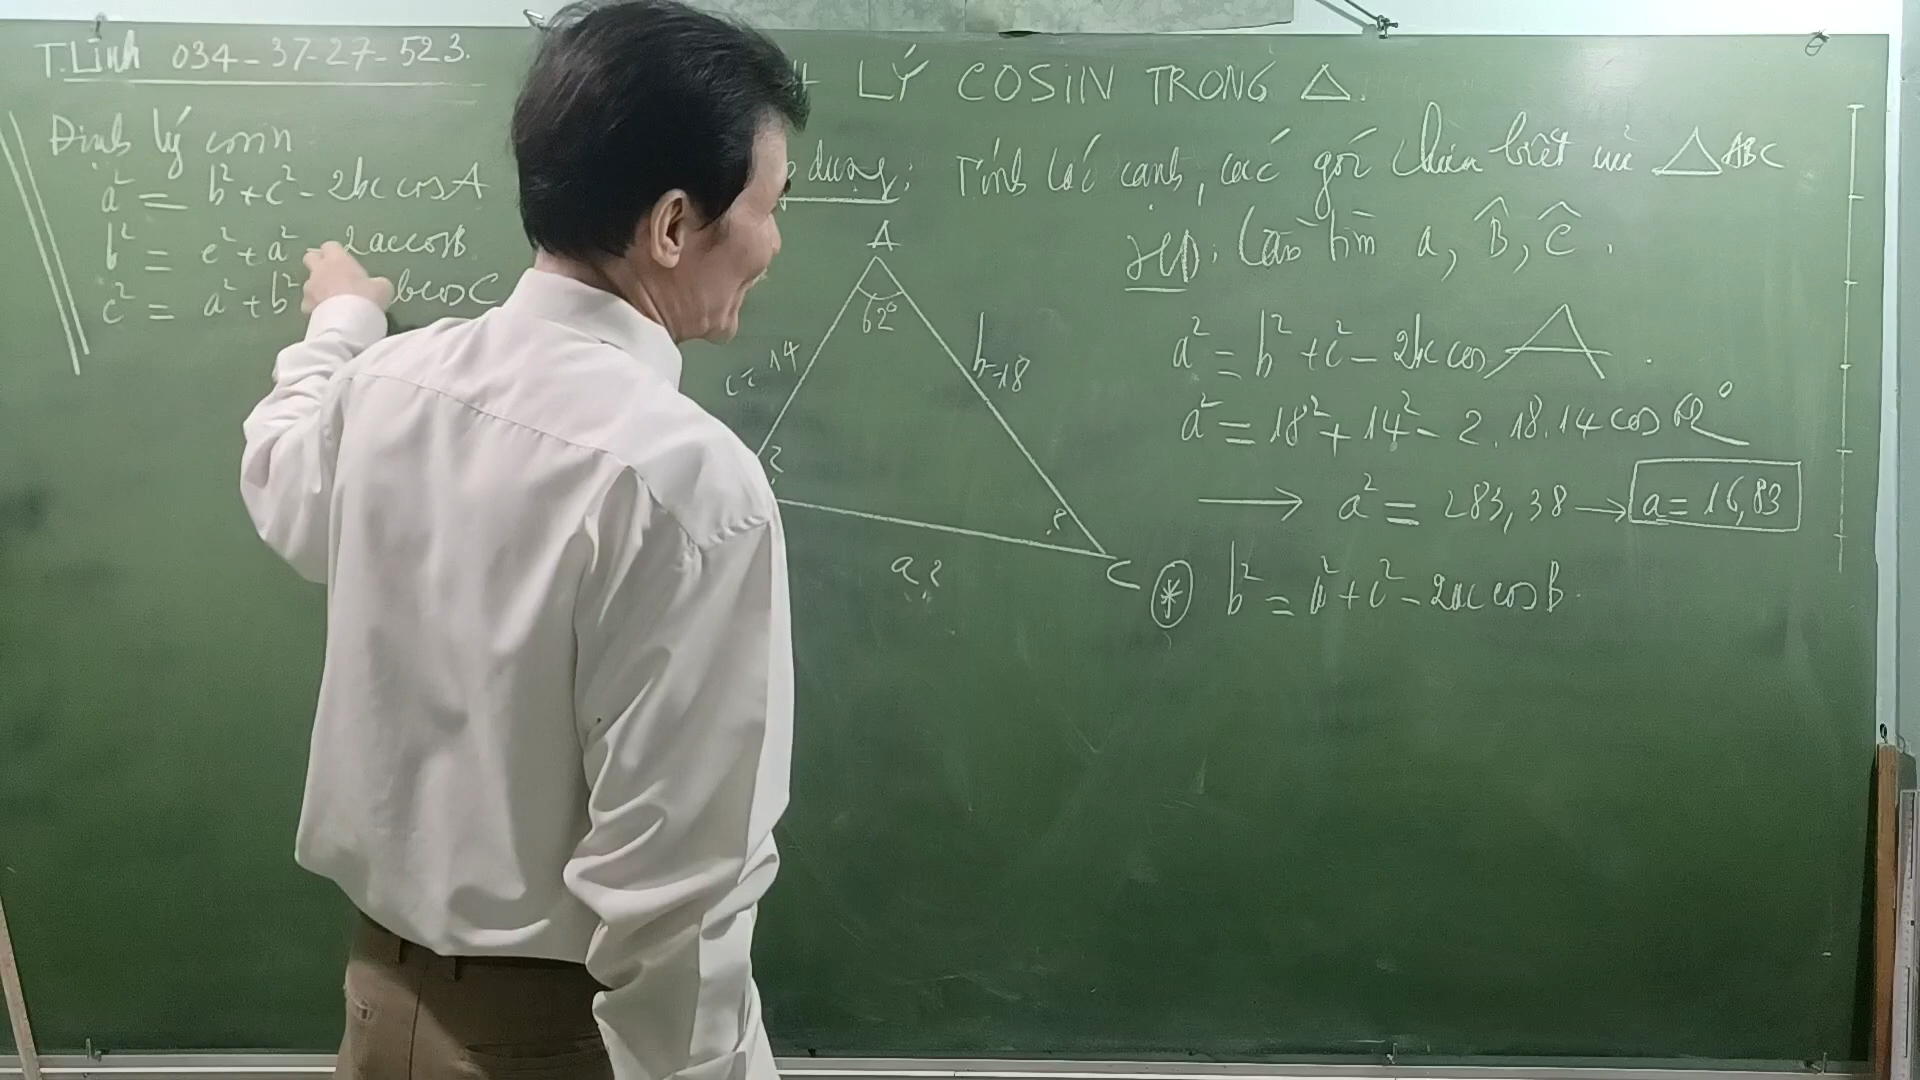 T.Linh 034-37-27-523.
LÝ COSIN TRONG △.
Định lý cosin
a² = b² + c² - 2bc cosA
b² = c² + a² - 2accosB
c² = a² + b² bcosC
dụng: Tính các cạnh, các góc chưa biết của △ABC
HD: Cần tìm a, B̂, Ĉ.
A
62°
c = 14
b = 18
?
?
a?
C
a² = b² + c² - 2bc cos A.
a² = 18² + 14² - 2.18.14 cos 62°
→ a² = 283,38 → a = 16,83
* b² = a² + c² - 2ac cosB.